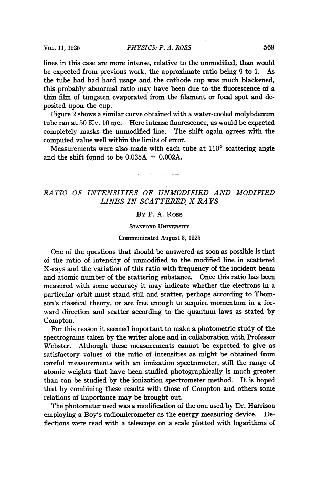 VOL. 11, 1925 PHYSICS: P. A. ROSS 569
lines in this case are more intense, relative to the unmodified, than would
be expected from previous work, the approximate ratio being 9 to 1. As
the tube had had hard usage and the cathode cup was much blackened,
this probably abnormal ratio may have been due to the fluorescence of a
thin film of tungsten evaporated from the filament or focal spot and de-
posited upon the cup.
Figure 2 shows a similar curve obtained with a water-cooled molybdenum
tube ran at 50 Kv. 10 ma. Here intense fluorescence, as would be expected
completely masks the unmodified line. The shift again agrees with the
computed value well within the limits of error.
Measurements were also made with each tube at 110° scattering angle
and the shift found to be 0.035A ± 0.002A.
RATIO OF INTENSITIES OF UNMODIFIED AND MODIFIED
LINES IN SCATTERED X-RAYS
BY P. A. ROSS
STANFORD UNIVERSITY
Communicated August 8, 1925
One of the questions that should be answered as soon as possible is that
of the ratio of intensity of unmodified to the modified line in scattered
X-rays and the variation of this ratio with frequency of the incident beam
and atomic number of the scattering substance. Once this ratio has been
measured with some accuracy it may indicate whether the electrons in a
particular orbit must stand still and scatter, perhaps according to Thom-
son's classical theory, or are free enough to acquire momentum in a for-
ward direction and scatter according to the quantum laws as stated by
Compton.
For this reason it seemed important to make a photometric study of the
spectrograms taken by the writer alone and in collaboration with Professor
Webster. Although these measurements cannot be expected to give as
satisfactory values of the ratio of intensities as might be obtained from
careful measurements with an ionization spectrometer, still the range of
atomic weights that have been studied photographically is much greater
than can be studied by the ionization spectrometer method. It is hoped
that by combining these results with those of Compton and others some
relations of importance may be brought out.
The photometer used was a modification of the one used by Dr. Harrison
employing a Boy's radiomicrometer as the energy measuring device. De-
flections were read with a telescope on a scale plotted with logarithms of